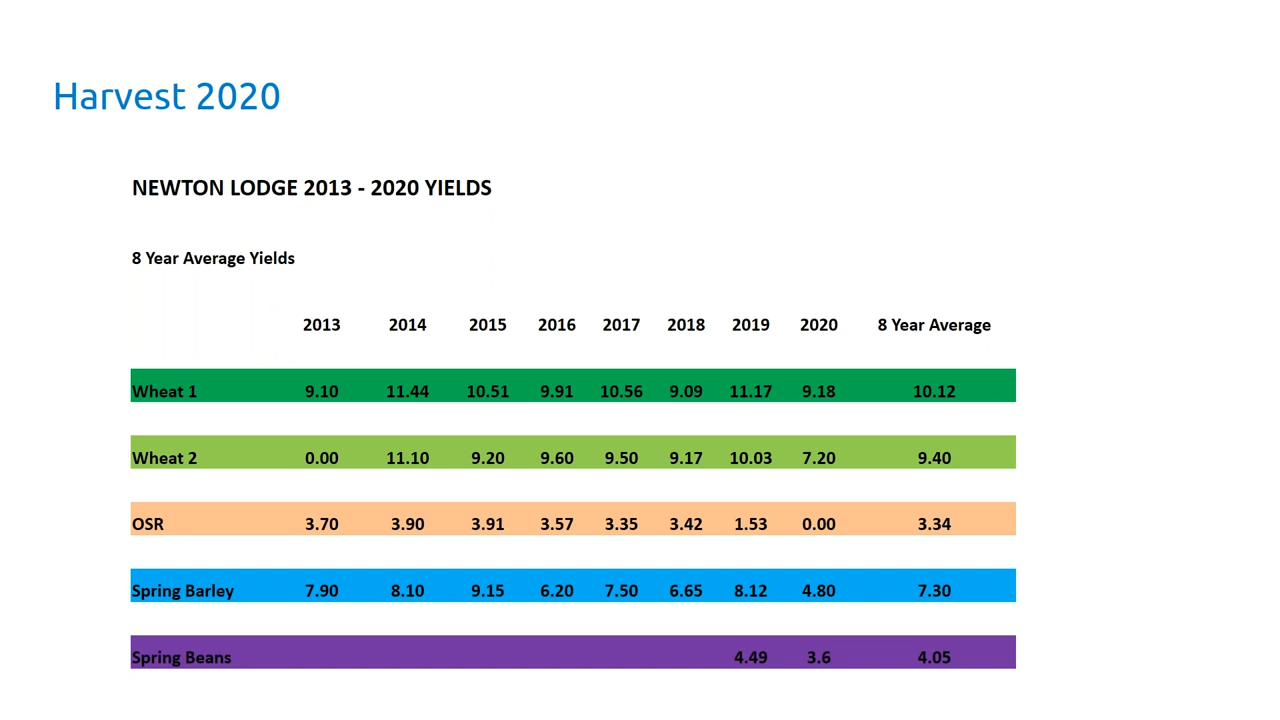 Harvest 2020
NEWTON LODGE 2013 - 2020 YIELDS
8 Year Average Yields
2013 2014 2015 2016 2017 2018 2019 2020 8 Year Average
Wheat 1 9.10 11.44 10.51 9.91 10.56 9.09 11.17 9.18 10.12
Wheat 2 0.00 11.10 9.20 9.60 9.50 9.17 10.03 7.20 9.40
OSR 3.70 3.90 3.91 3.57 3.35 3.42 1.53 0.00 3.34
Spring Barley 7.90 8.10 9.15 6.20 7.50 6.65 8.12 4.80 7.30
Spring Beans 4.49 3.6 4.05